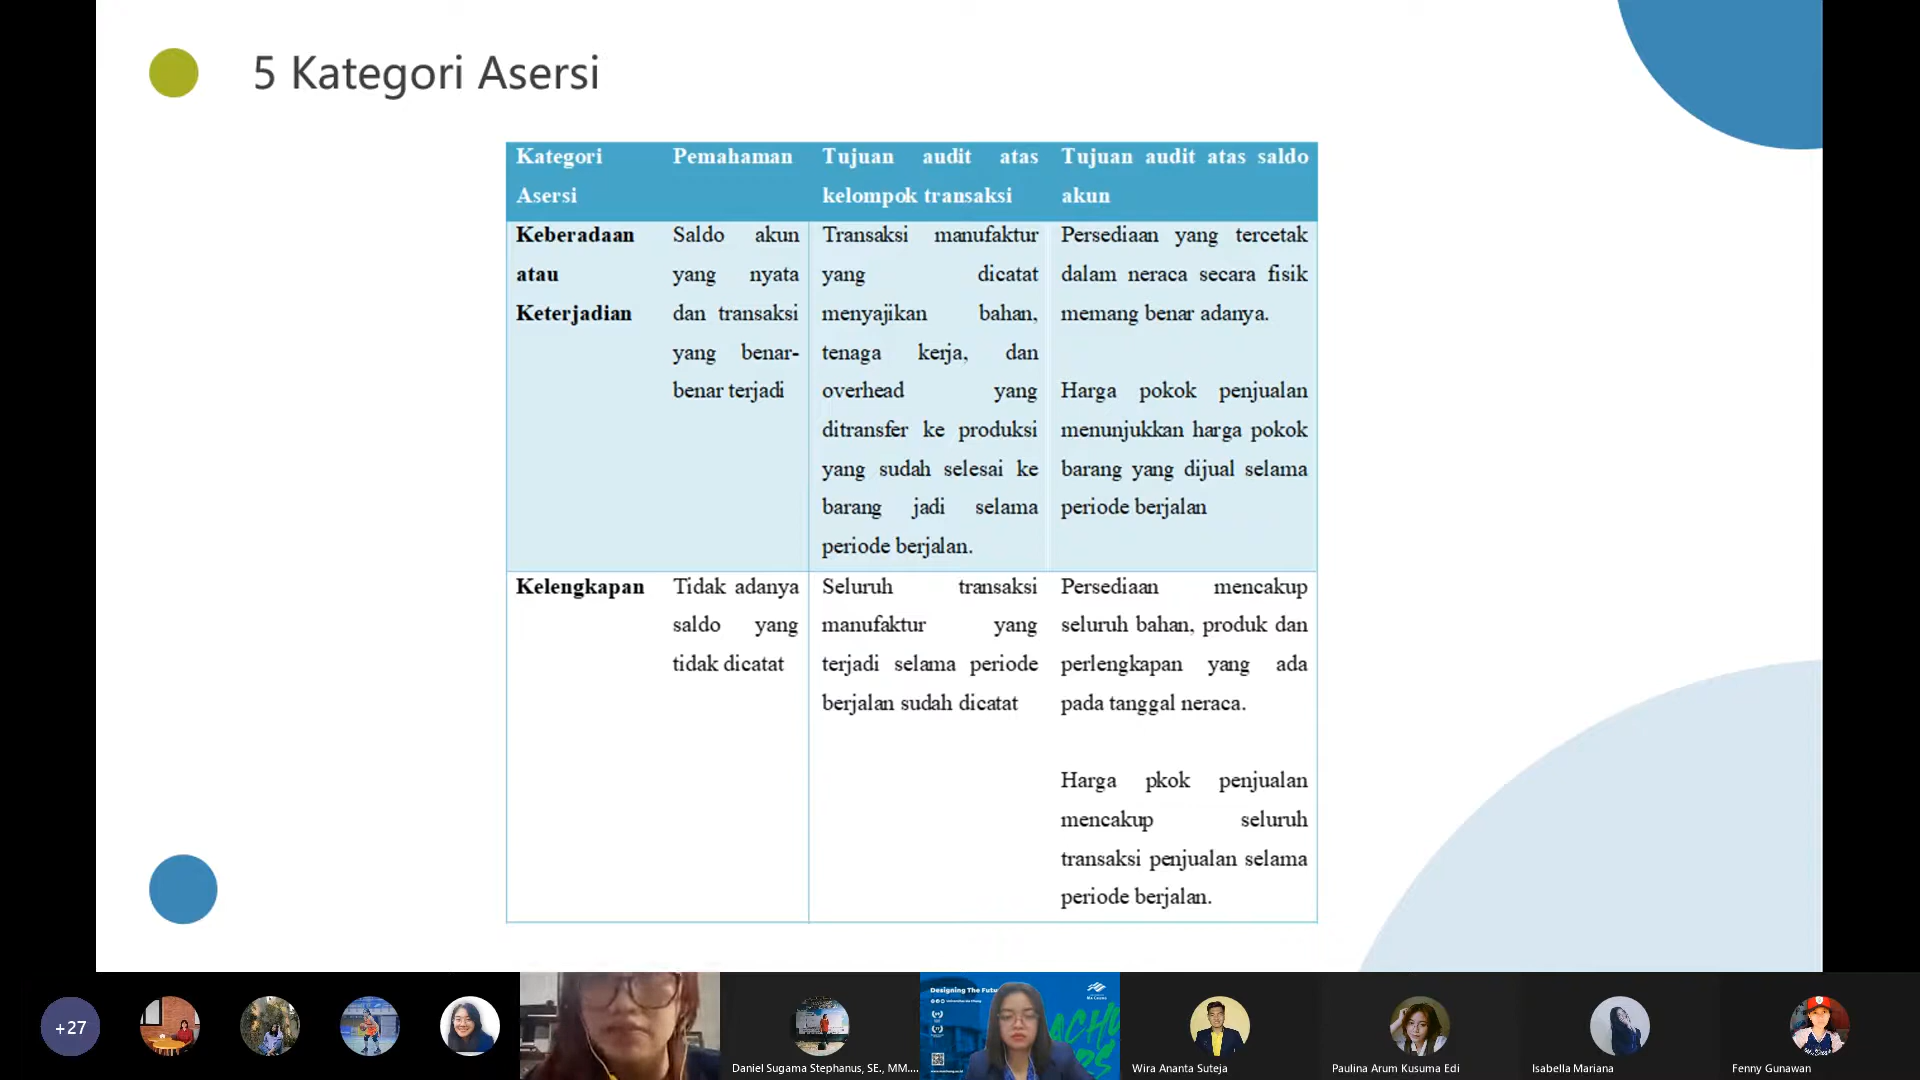 5 Kategori Asersi
Kategori
Asersi
Pemahaman
Tujuan audit atas
kelompok transaksi
Tujuan audit atas saldo
akun
Keberadaan
atau
Keterjadian
Saldo akun
yang nyata
dan transaksi
yang benar-
benar terjadi
Transaksi manufaktur
yang dicatat
menyajikan bahan,
tenaga kerja, dan
overhead yang
ditransfer ke produksi
yang sudah selesai ke
barang jadi selama
periode berjalan.
Persediaan yang tercetak
dalam neraca secara fisik
memang benar adanya.
Harga pokok penjualan
menunjukkan harga pokok
barang yang dijual selama
periode berjalan
Kelengkapan
Tidak adanya
saldo yang
tidak dicatat
Seluruh transaksi
manufaktur yang
terjadi selama periode
berjalan sudah dicatat
Persediaan mencakup
seluruh bahan, produk dan
perlengkapan yang ada
pada tanggal neraca.
Harga pkok penjualan
mencakup seluruh
transaksi penjualan selama
periode berjalan.
+27
Daniel Sugama Stephanus, SE., MM....
Designing The Futu
MA CHUNG
Wira Ananta Suteja
Paulina Arum Kusuma Edi
Isabella Mariana
Fenny Gunawan